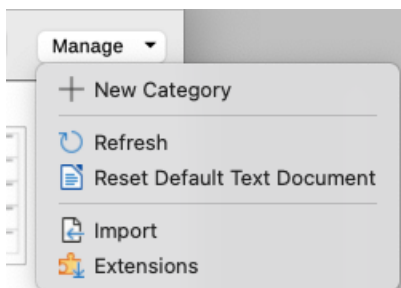 Manage
New Category
Refresh
Reset Default Text Document
Import
Extensions